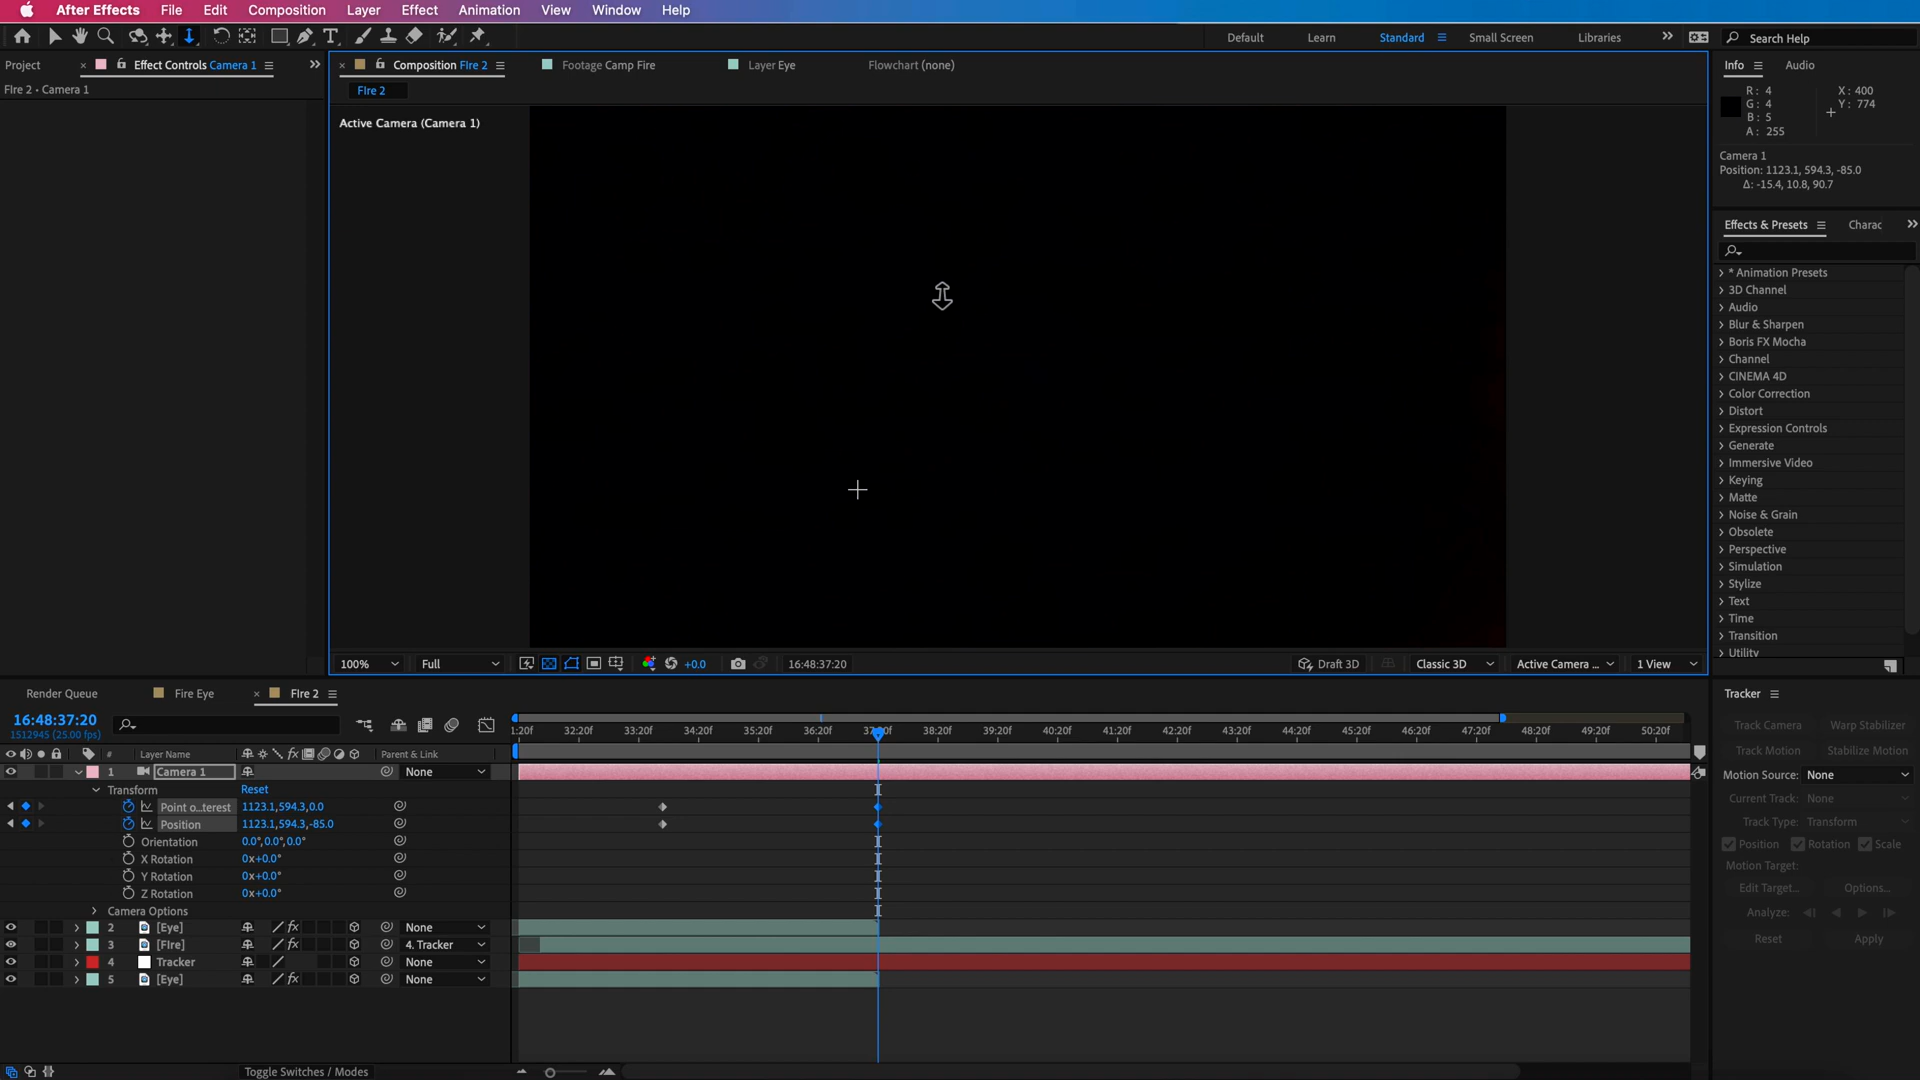 After Effects File Edit Composition Layer Effect Animation View Window Help
Default Learn Standard Small Screen Libraries Search Help
Project Effect Controls Camera 1 Composition FIre 2 Footage Camp Fire Layer Eye Flowchart (none) Info Audio
FIre 2 • Camera 1
FIre 2
Active Camera (Camera 1)
R: 4 X: 400
G: 4 Y: 774
B: 5
A: 255
Camera 1
Position: 1123.1, 594.3, -85.0
Δ: -15.4, 10.8, 90.7
Effects & Presets Charac
* Animation Presets
3D Channel
Audio
Blur & Sharpen
Boris FX Mocha
Channel
CINEMA 4D
Color Correction
Distort
Expression Controls
Generate
Immersive Video
Keying
Matte
Noise & Grain
Obsolete
Perspective
Simulation
Stylize
Text
Time
Transition
Utility
100% Full +0.0 16:48:37:20 Draft 3D Classic 3D Active Camera ... 1 View
Render Queue Fire Eye FIre 2 Tracker
16:48:37:20
1512945 (25.00 fps)
1:20f 32:20f 33:20f 34:20f 35:20f 36:20f 37:20f 38:20f 39:20f 40:20f 41:20f 42:20f 43:20f 44:20f 45:20f 46:20f 47:20f 48:20f 49:20f 50:20f
# Layer Name Parent & Link
1 Camera 1 None
Transform Reset
Point o...terest 1123.1,594.3,0.0
Position 1123.1,594.3,-85.0
Orientation 0.0°,0.0°,0.0°
X Rotation 0x+0.0°
Y Rotation 0x+0.0°
Z Rotation 0x+0.0°
Camera Options
2 [Eye] None
3 [FIre] 4. Tracker
4 Tracker None
5 [Eye] None
Toggle Switches / Modes
Track Camera Warp Stabilizer
Track Motion Stabilize Motion
Motion Source: None
Current Track: None
Track Type: Transform
Position Rotation Scale
Motion Target:
Edit Target... Options...
Analyze:
Reset Apply